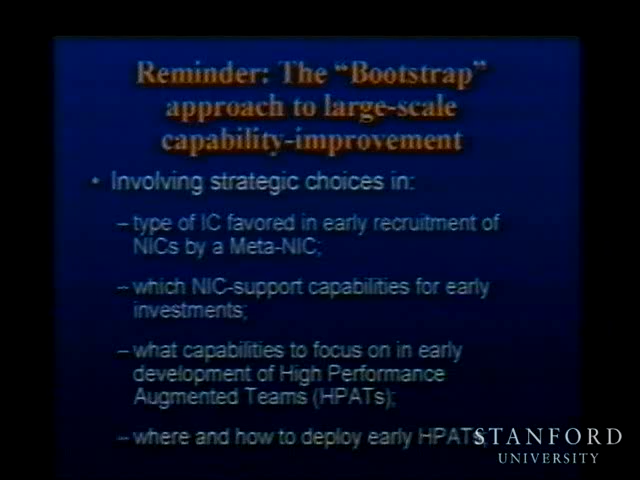 Reminder: The “Bootstrap”
approach to large-scale
capability-improvement
• Involving strategic choices in:
– type of IC favored in early recruitment of
NICs by a Meta-NIC;
– which NIC-support capabilities for early
investments;
– what capabilities to focus on in early
development of High Performance
Augmented Teams (HPATs);
– where and how to deploy early HPATs
STANFORD
UNIVERSITY